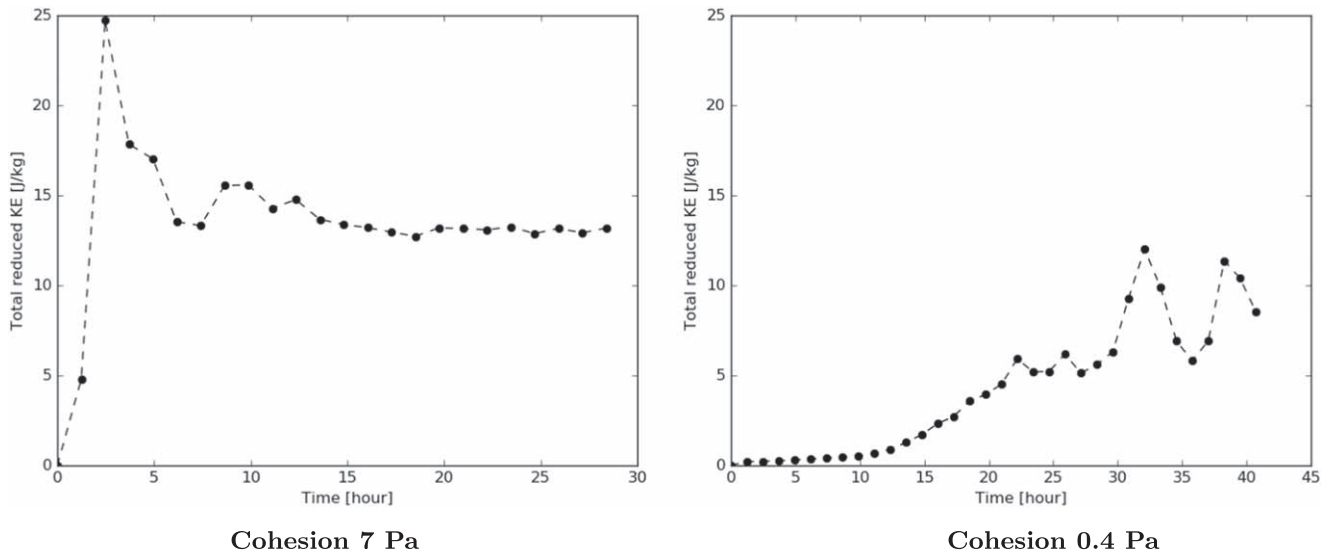 25
20
15
10
5
0
Total reduced KE [J/kg]
0 5 10 15 20 25 30
Time [hour]
Cohesion 7 Pa
25
20
15
10
5
0
Total reduced KE [J/kg]
0 5 10 15 20 25 30 35 40 45
Time [hour]
Cohesion 0.4 Pa